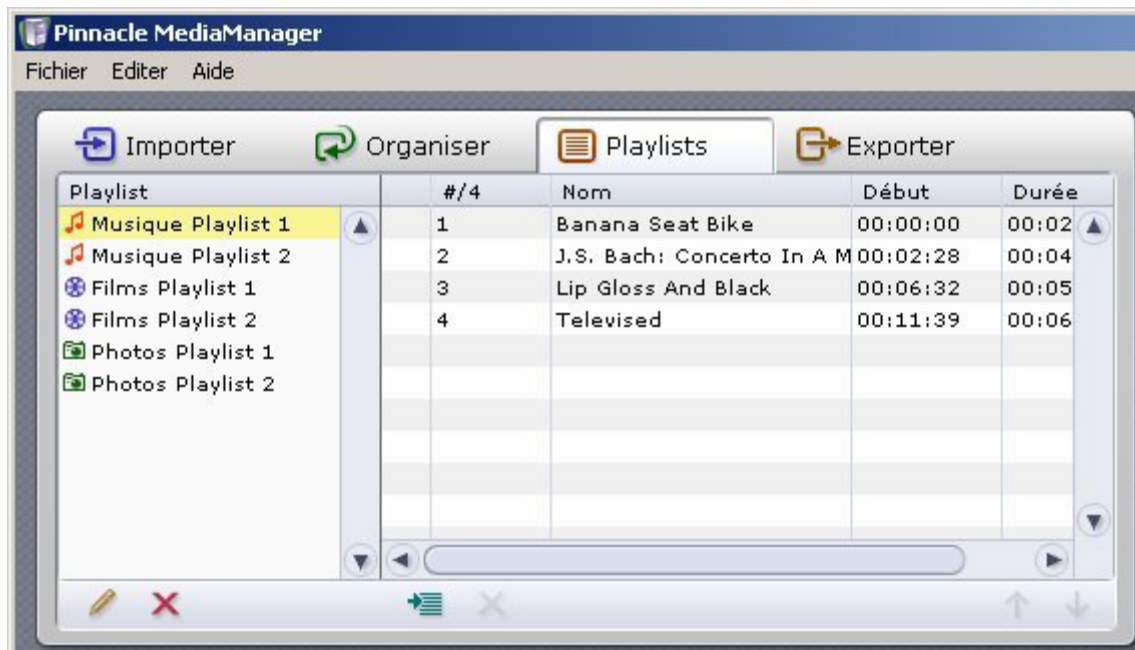 Pinnacle MediaManager
Fichier Editer Aide
Importer Organiser Playlists Exporter
Playlist #/4 Nom Début Durée
Musique Playlist 1 1 Banana Seat Bike 00:00:00 00:02
Musique Playlist 2 2 J.S. Bach: Concerto In A M 00:02:28 00:04
Films Playlist 1 3 Lip Gloss And Black 00:06:32 00:05
Films Playlist 2 4 Televised 00:11:39 00:06
Photos Playlist 1
Photos Playlist 2